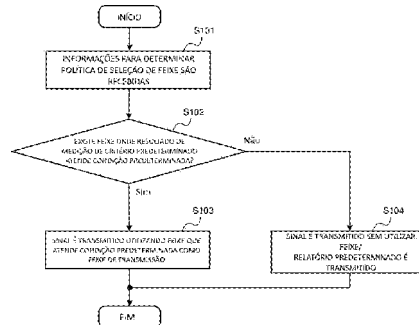 INÍCIO
S101
INFORMAÇÕES PARA DETERMINAR
POLÍTICA DE SELEÇÃO DE FEIXE SÃO
RECEBIDAS
S102
EXISTE FEIXE ONDE RESULTADO DE
MEDIÇÃO DE CRITÉRIO PREDETERMINADO
ATENDE CONDIÇÃO PREDETERMINADA?
Não
Sim
S103
SINAL É TRANSMITIDO UTILIZANDO FEIXE QUE
ATENDE CONDIÇÃO PREDETERMINADA COMO
FEIXE DE TRANSMISSÃO
S104
SINAL É TRANSMITIDO SEM UTILIZAR
FEIXE/
RELATÓRIO PREDETERMINADO É
TRANSMITIDO
FIM